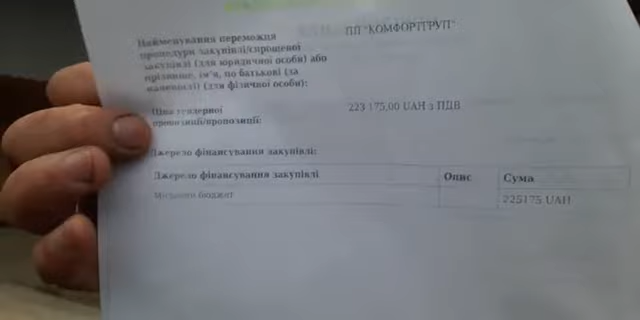 Найменування переможця
процедури закупівлі/спрощеної
закупівлі (для юридичної особи) або
прізвище, ім'я, по батькові (за
наявності) (для фізичної особи):
ПП "КОМФОРТГРУП"
Ціна тендерної
пропозиції/пропозиції:
223 175,00 UAH з ПДВ
Джерело фінансування закупівлі:
Джерело фінансування закупівлі Опис Сума
Місцевий бюджет 225175 UAH